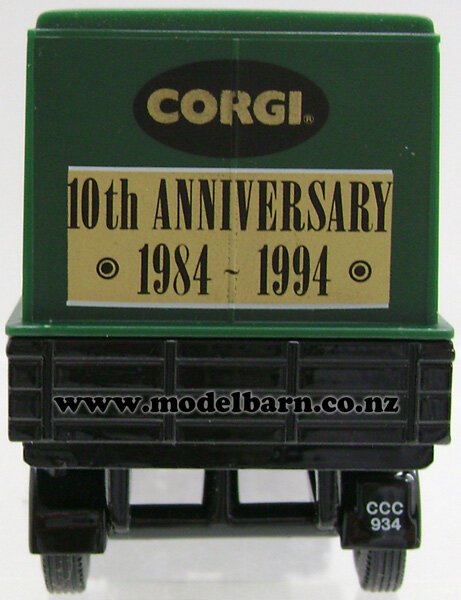 CORGI®
10th ANNIVERSARY
1984 ~ 1994
www.modelbarn.co.nz
CCC
934